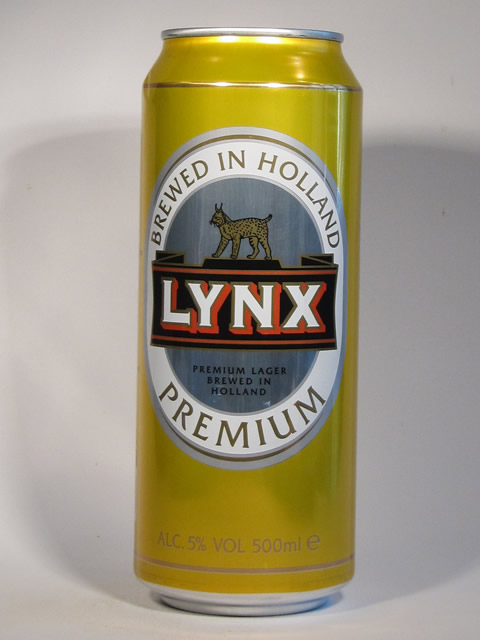 BREWED IN HOLLAND
LYNX
PREMIUM LAGER
BREWED IN
HOLLAND
PREMIUM
ALC. 5% VOL 500ml ℮